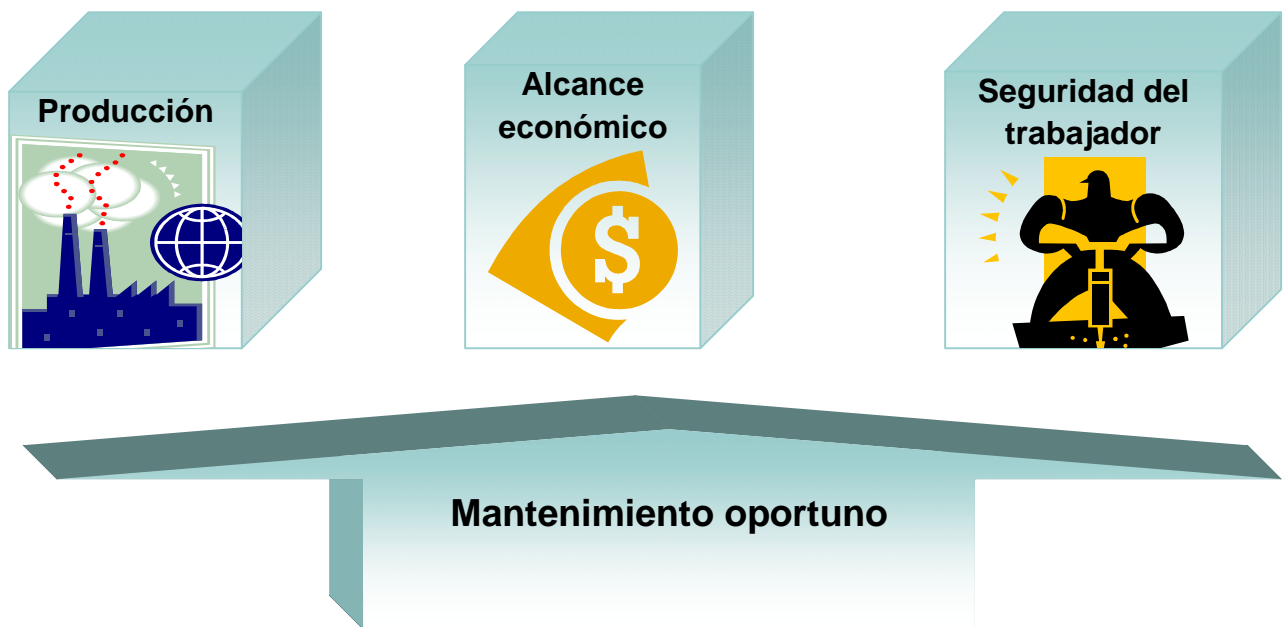 Producción
Alcance
económico
Seguridad del
trabajador
$
Mantenimiento oportuno